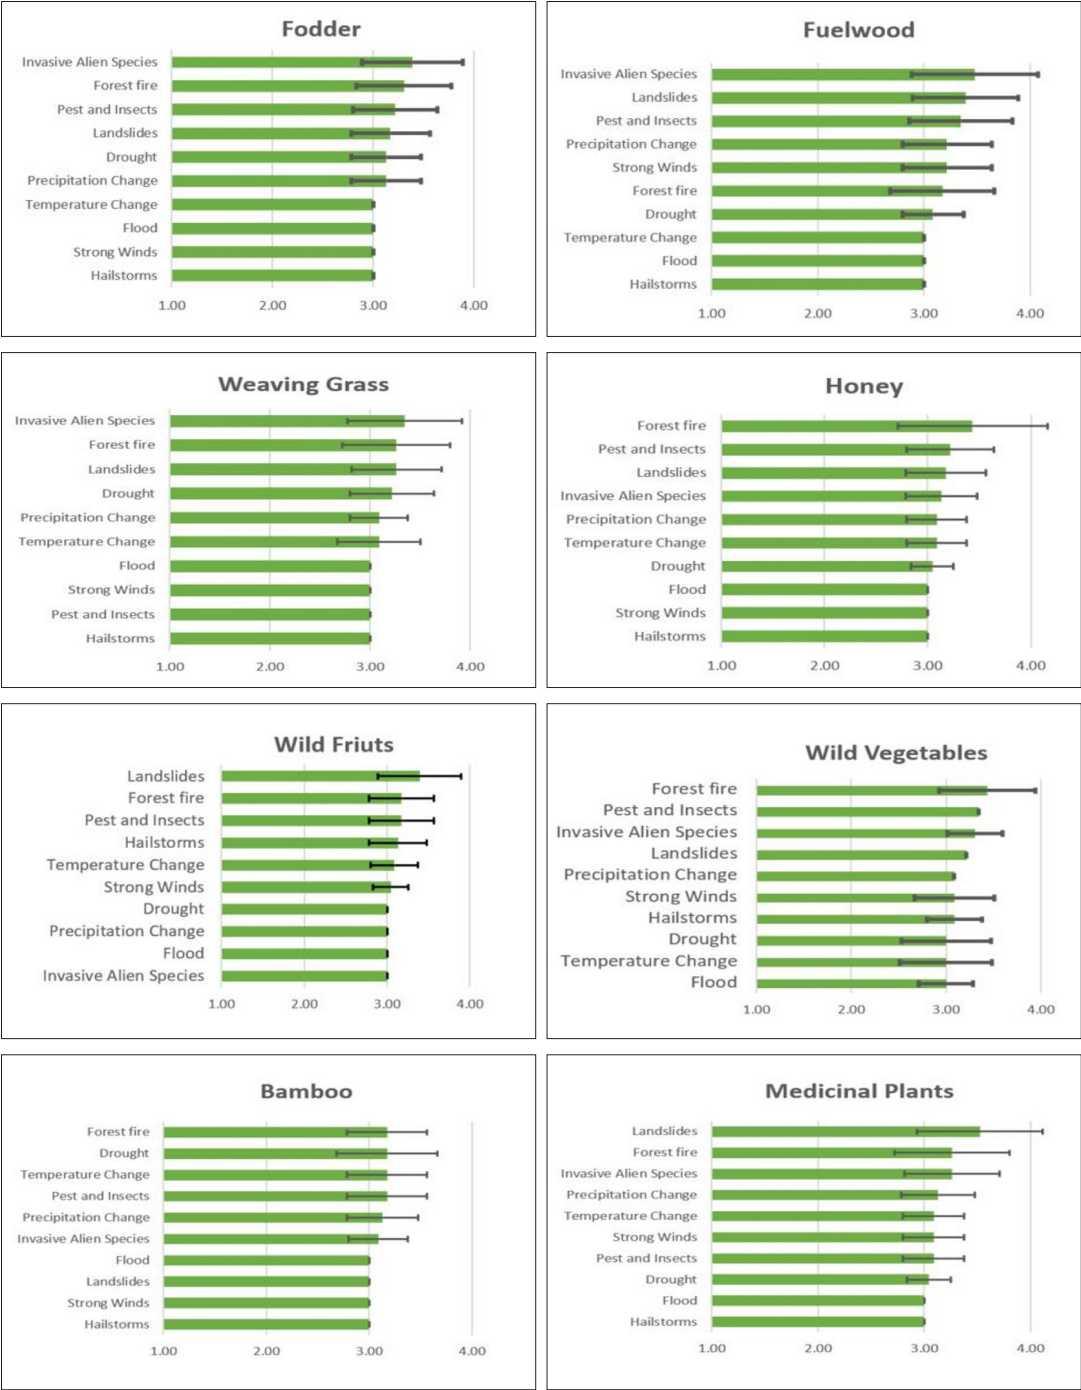 Fodder
Invasive Alien Species
Forest fire
Pest and Insects
Landslides
Drought
Precipitation Change
Temperature Change
Flood
Strong Winds
Hailstorms
1.00 2.00 3.00 4.00
Fuelwood
Invasive Alien Species
Landslides
Pest and Insects
Precipitation Change
Strong Winds
Forest fire
Drought
Temperature Change
Flood
Hailstorms
1.00 2.00 3.00 4.00
Weaving Grass
Invasive Alien Species
Forest fire
Landslides
Drought
Precipitation Change
Temperature Change
Flood
Strong Winds
Pest and Insects
Hailstorms
1.00 2.00 3.00 4.00
Honey
Forest fire
Pest and Insects
Landslides
Invasive Alien Species
Precipitation Change
Temperature Change
Drought
Flood
Strong Winds
Hailstorms
1.00 2.00 3.00 4.00
Wild Friuts
Landslides
Forest fire
Pest and Insects
Hailstorms
Temperature Change
Strong Winds
Drought
Precipitation Change
Flood
Invasive Alien Species
1.00 2.00 3.00 4.00
Wild Vegetables
Forest fire
Pest and Insects
Invasive Alien Species
Landslides
Precipitation Change
Strong Winds
Hailstorms
Drought
Temperature Change
Flood
1.00 2.00 3.00 4.00
Bamboo
Forest fire
Drought
Temperature Change
Pest and Insects
Precipitation Change
Invasive Alien Species
Flood
Landslides
Strong Winds
Hailstorms
1.00 2.00 3.00 4.00
Medicinal Plants
Landslides
Forest fire
Invasive Alien Species
Precipitation Change
Temperature Change
Strong Winds
Pest and Insects
Drought
Flood
Hailstorms
1.00 2.00 3.00 4.00